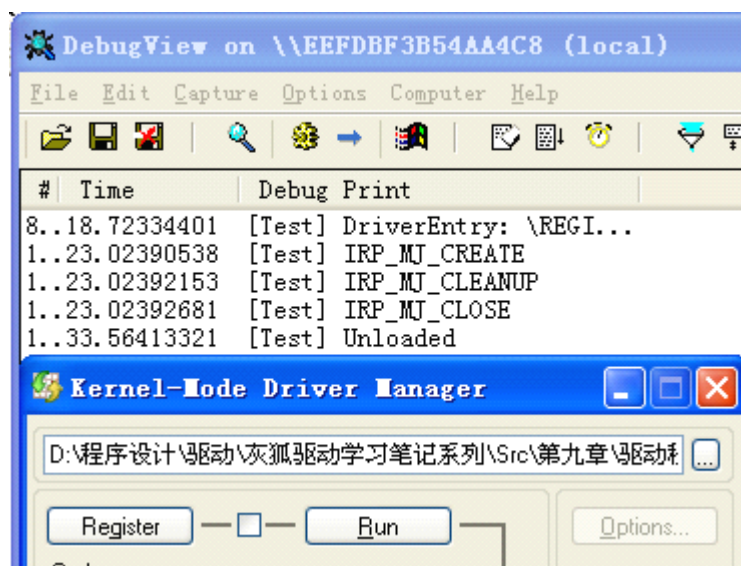 DebugView on \\EEFDBF3B54AA4C8 (local)
File Edit Capture Options Computer Help
# Time Debug Print
8..18.72334401 [Test] DriverEntry: \REGI...
1..23.02390538 [Test] IRP_MJ_CREATE
1..23.02392153 [Test] IRP_MJ_CLEANUP
1..23.02392681 [Test] IRP_MJ_CLOSE
1..33.56413321 [Test] Unloaded
Kernel-Mode Driver Manager
D:\程序设计\驱动\灰狐驱动学习笔记系列\Src\第九章\驱动 ...
Register Run Options...